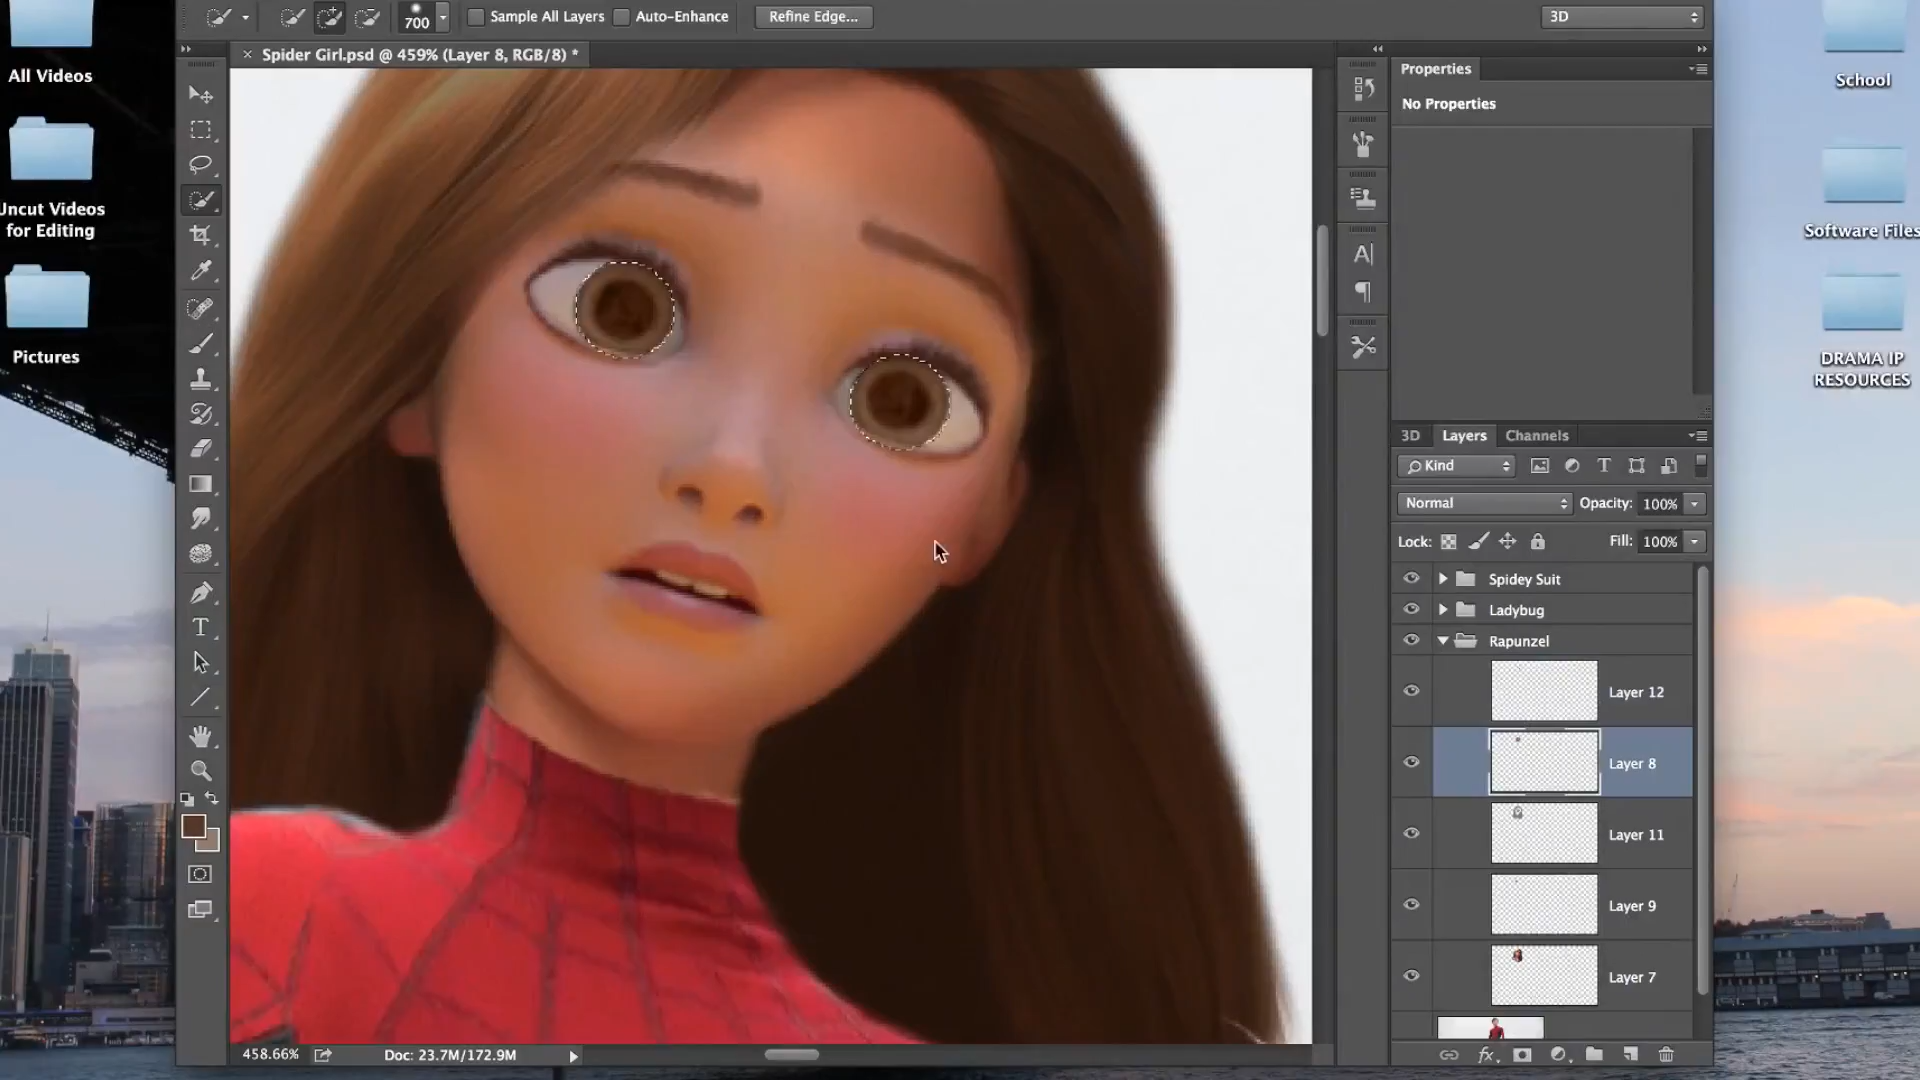 700
Sample All Layers
Auto-Enhance
Refine Edge...
3D
Spider Girl.psd @ 459% (Layer 8, RGB/8) *
All Videos
Uncut Videos
for Editing
Pictures
School
Software Files
DRAMA IP
RESOURCES
Properties
No Properties
3D
Layers
Channels
Kind
Normal
Opacity: 100%
Lock:
Fill: 100%
Spidey Suit
Ladybug
Rapunzel
Layer 12
Layer 8
Layer 11
Layer 9
Layer 7
458.66%
Doc: 23.7M/172.9M